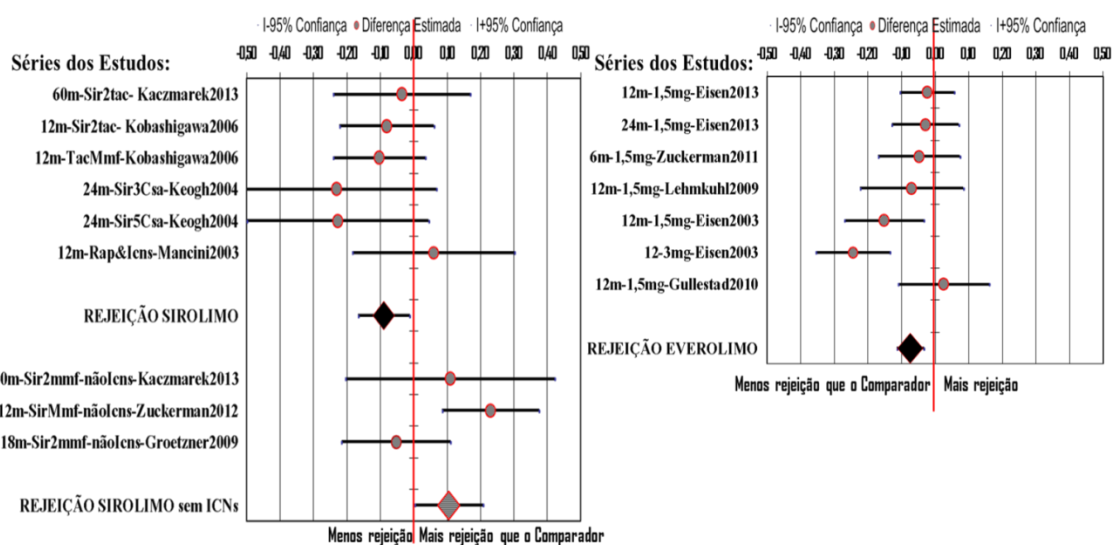 I-95% Confiança Diferença Estimada I+95% Confiança
-0,50 -0,40 -0,30 -0,20 -0,10 0,00 0,10 0,20 0,30 0,40 0,50
Séries dos Estudos:
60m-Sir2tac- Kaczmarek2013
12m-Sir2tac- Kobashigawa2006
12m-TacMmf-Kobashigawa2006
24m-Sir3Csa-Keogh2004
24m-Sir5Csa-Keogh2004
12m-Rap&Icns-Mancini2003
REJEIÇÃO SIROLIMO
0m-Sir2mmf-nãoIcns-Kaczmarek2013
12m-SirMmf-nãoIcns-Zuckerman2012
18m-Sir2mmf-nãoIcns-Groetzner2009
REJEIÇÃO SIROLIMO sem ICNs
Menos rejeição Mais rejeição que o Comparador
I-95% Confiança Diferença Estimada I+95% Confiança
-0,50 -0,40 -0,30 -0,20 -0,10 0,00 0,10 0,20 0,30 0,40 0,50
Séries dos Estudos:
12m-1,5mg-Eisen2013
24m-1,5mg-Eisen2013
6m-1,5mg-Zuckerman2011
12m-1,5mg-Lehmkuhl2009
12m-1,5mg-Eisen2003
12-3mg-Eisen2003
12m-1,5mg-Gullestad2010
REJEIÇÃO EVEROLIMO
Menos rejeição que o Comparador Mais rejeição